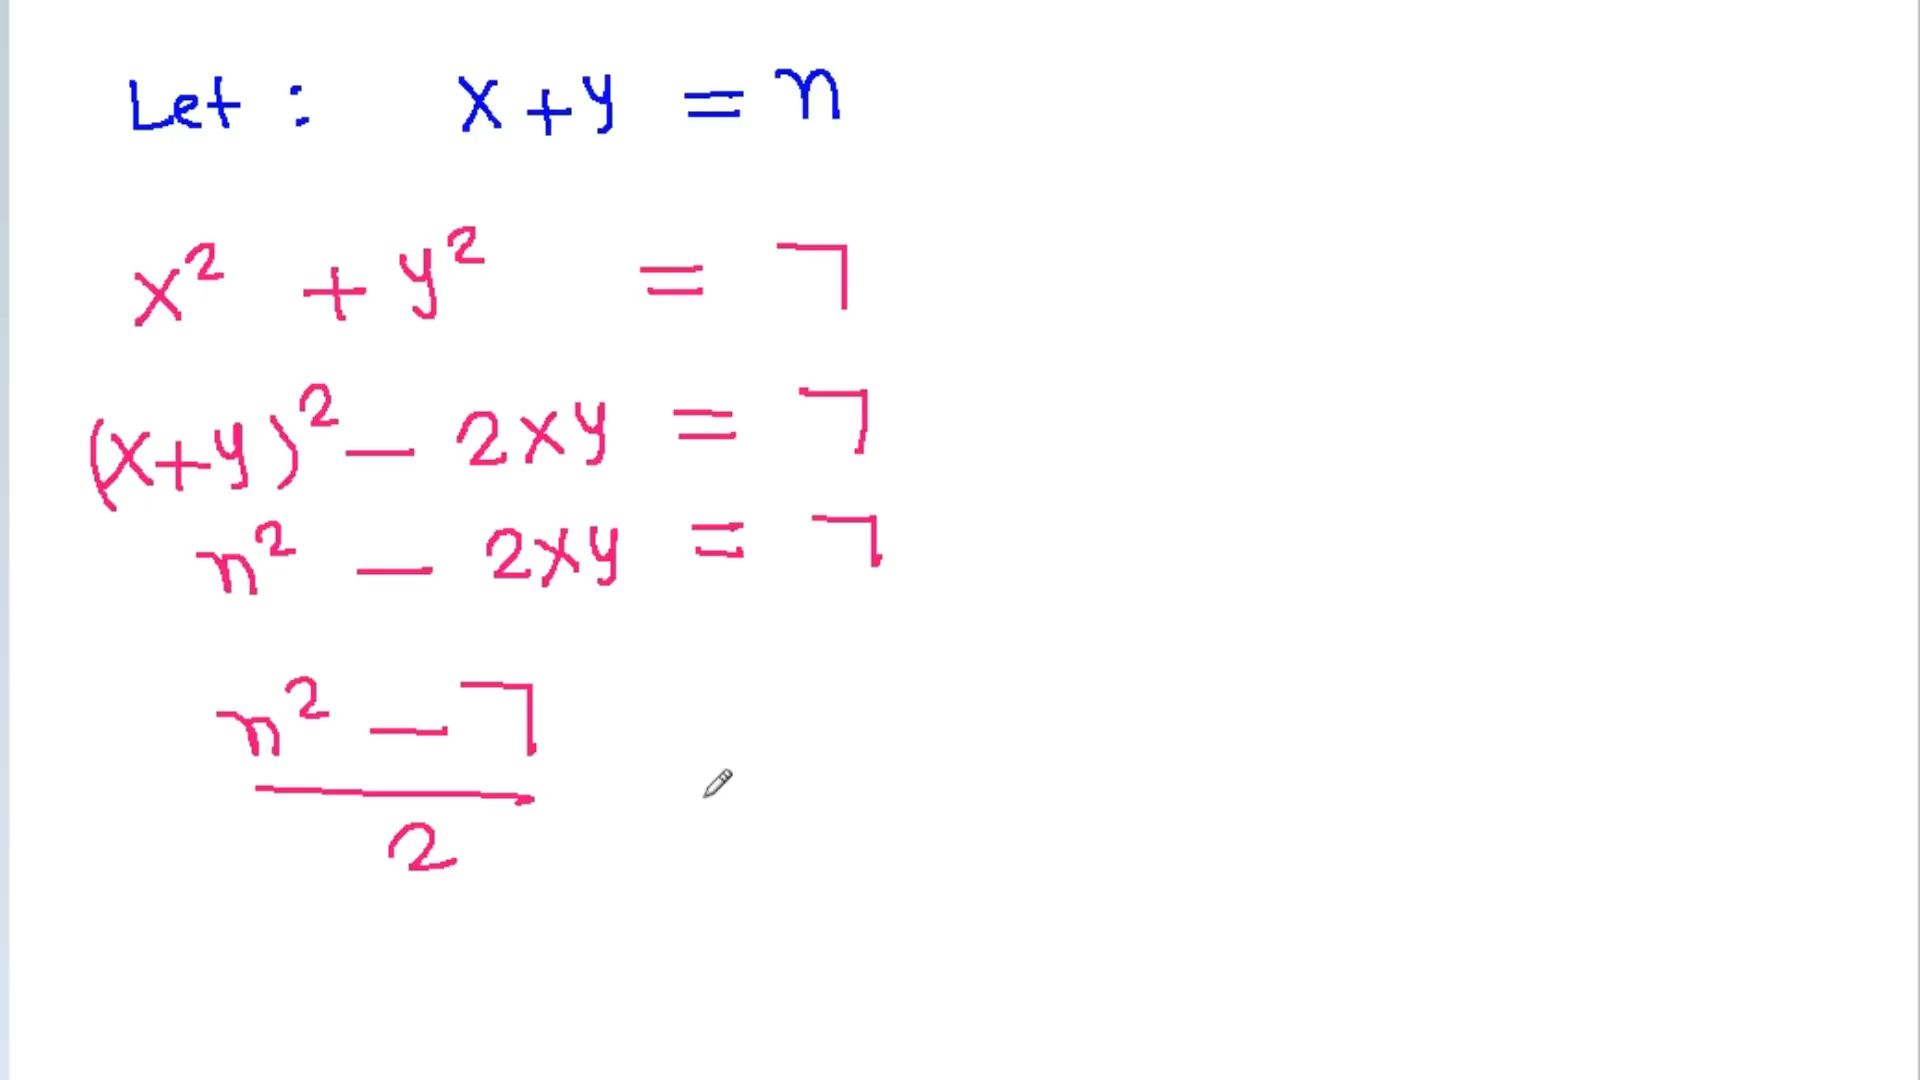 Let : x + y = n
x² + y² = 7
(x+y)² − 2xy = 7
n² − 2xy = 7
n² − 7
2